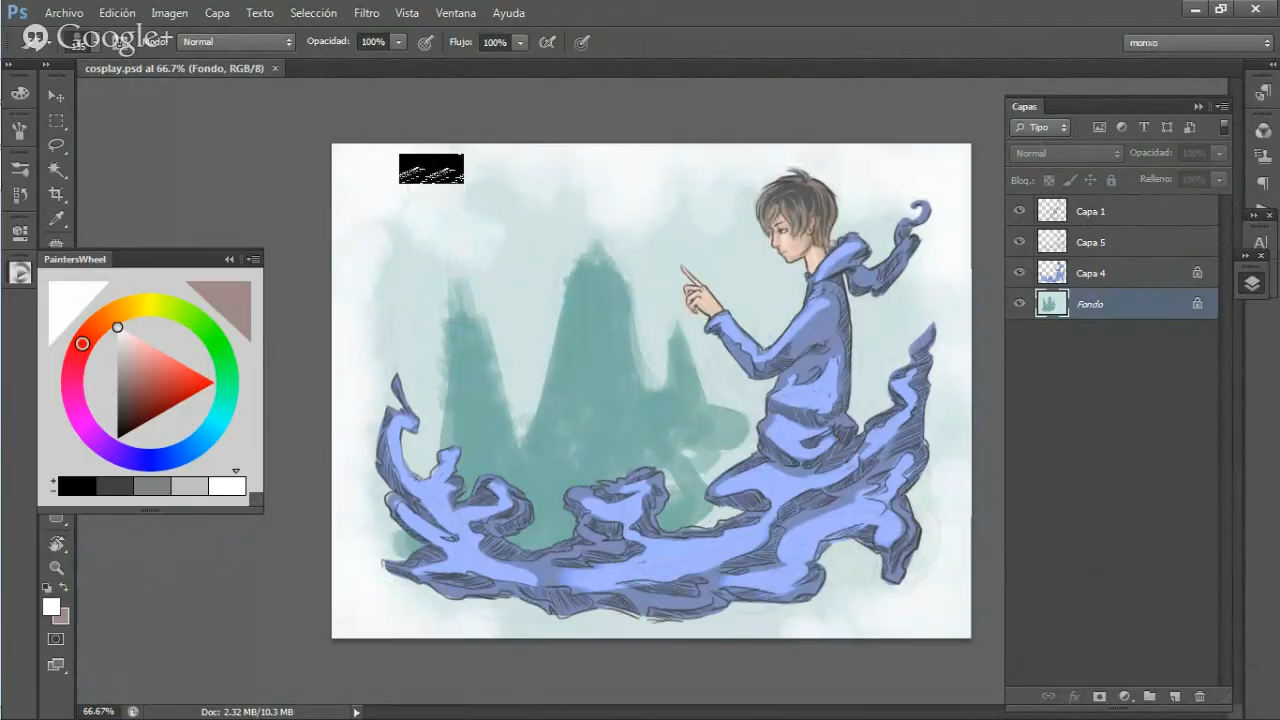 Ps Archivo Edición Imagen Capa Texto Selección Filtro Vista Ventana Ayuda
Google+
Normal Opacidad: 100% Flujo: 100% monxo
cosplay.psd al 66.7% (Fondo, RGB/8) ×
Capas
Tipo
Normal Opacidad: 100%
Bloq.: Relleno: 100%
Capa 1
Capa 5
Capa 4
Fondo
PaintersWheel
66.67% Doc: 2.32 MB/10.3 MB